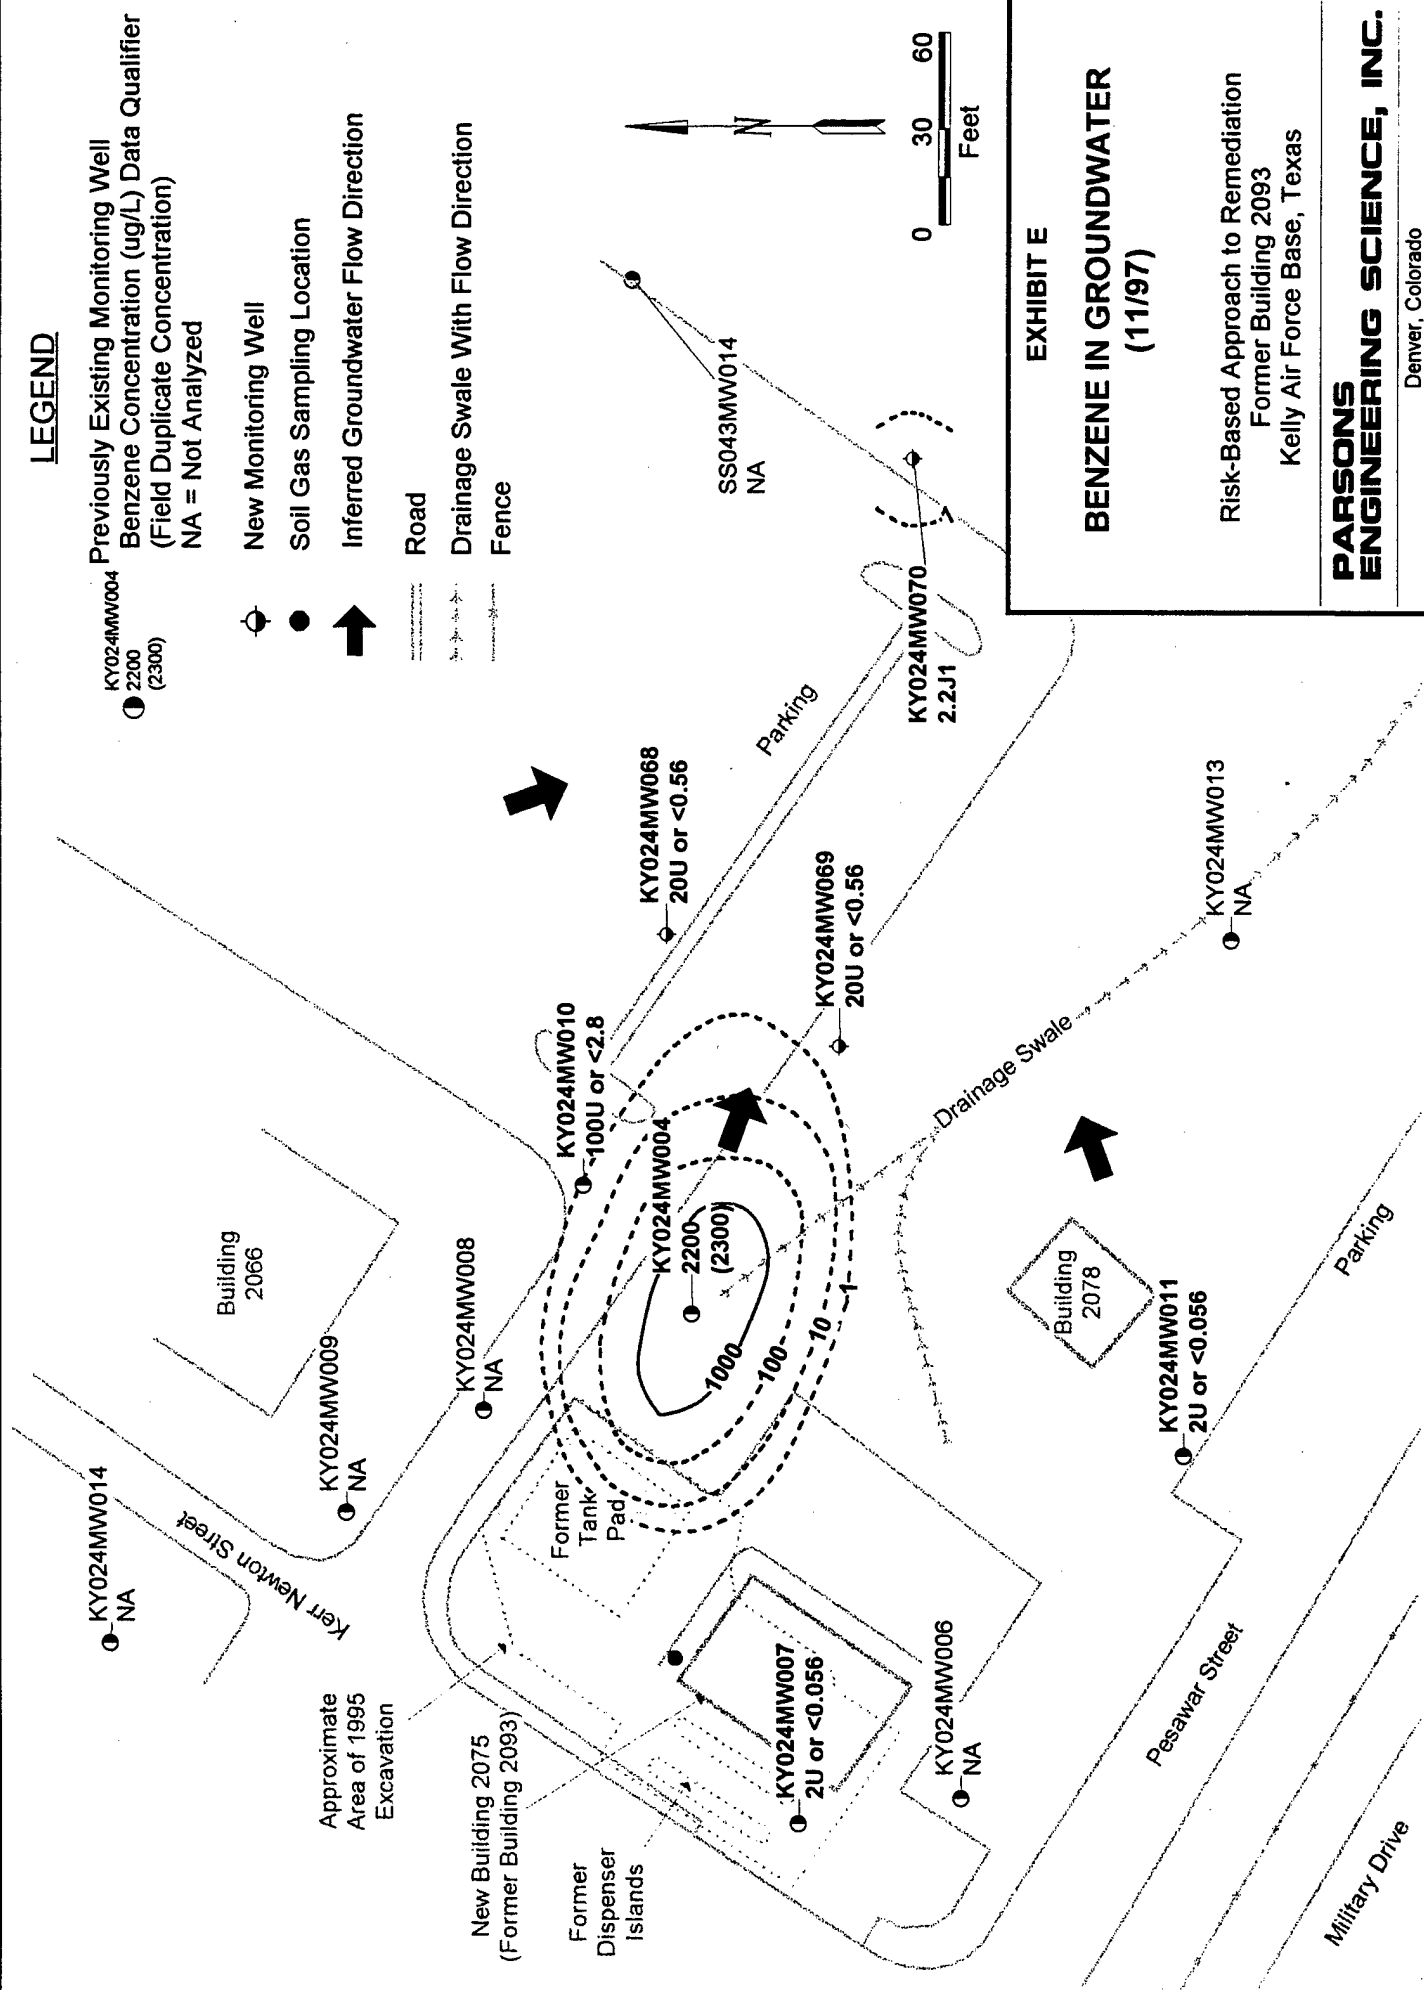 LEGEND
KY024MW004
2200
(2300)
Previously Existing Monitoring Well
Benzene Concentration (ug/L) Data Qualifier
(Field Duplicate Concentration)
NA = Not Analyzed
New Monitoring Well
Soil Gas Sampling Location
Inferred Groundwater Flow Direction
Road
Drainage Swale With Flow Direction
Fence
N
0 30 60
Feet
KY024MW014
NA
Kerr Newton Street
KY024MW009
NA
Building
2066
KY024MW008
NA
Approximate
Area of 1995
Excavation
New Building 2075
(Former Building 2093)
Former
Dispenser
Islands
Former
Tank
Pad
KY024MW010
100U or <2.8
KY024MW004
2200
(2300)
1000
100
10
1
KY024MW068
20U or <0.56
Parking
KY024MW069
20U or <0.56
SS043MW014
NA
KY024MW070
2.2J1
1
KY024MW007
2U or <0.056
KY024MW006
NA
Building
2078
KY024MW011
2U or <0.056
Drainage Swale
KY024MW013
NA
Parking
Pesawar Street
Military Drive
EXHIBIT E
BENZENE IN GROUNDWATER
(11/97)
Risk-Based Approach to Remediation
Former Building 2093
Kelly Air Force Base, Texas
PARSONS
ENGINEERING SCIENCE, INC.
Denver, Colorado